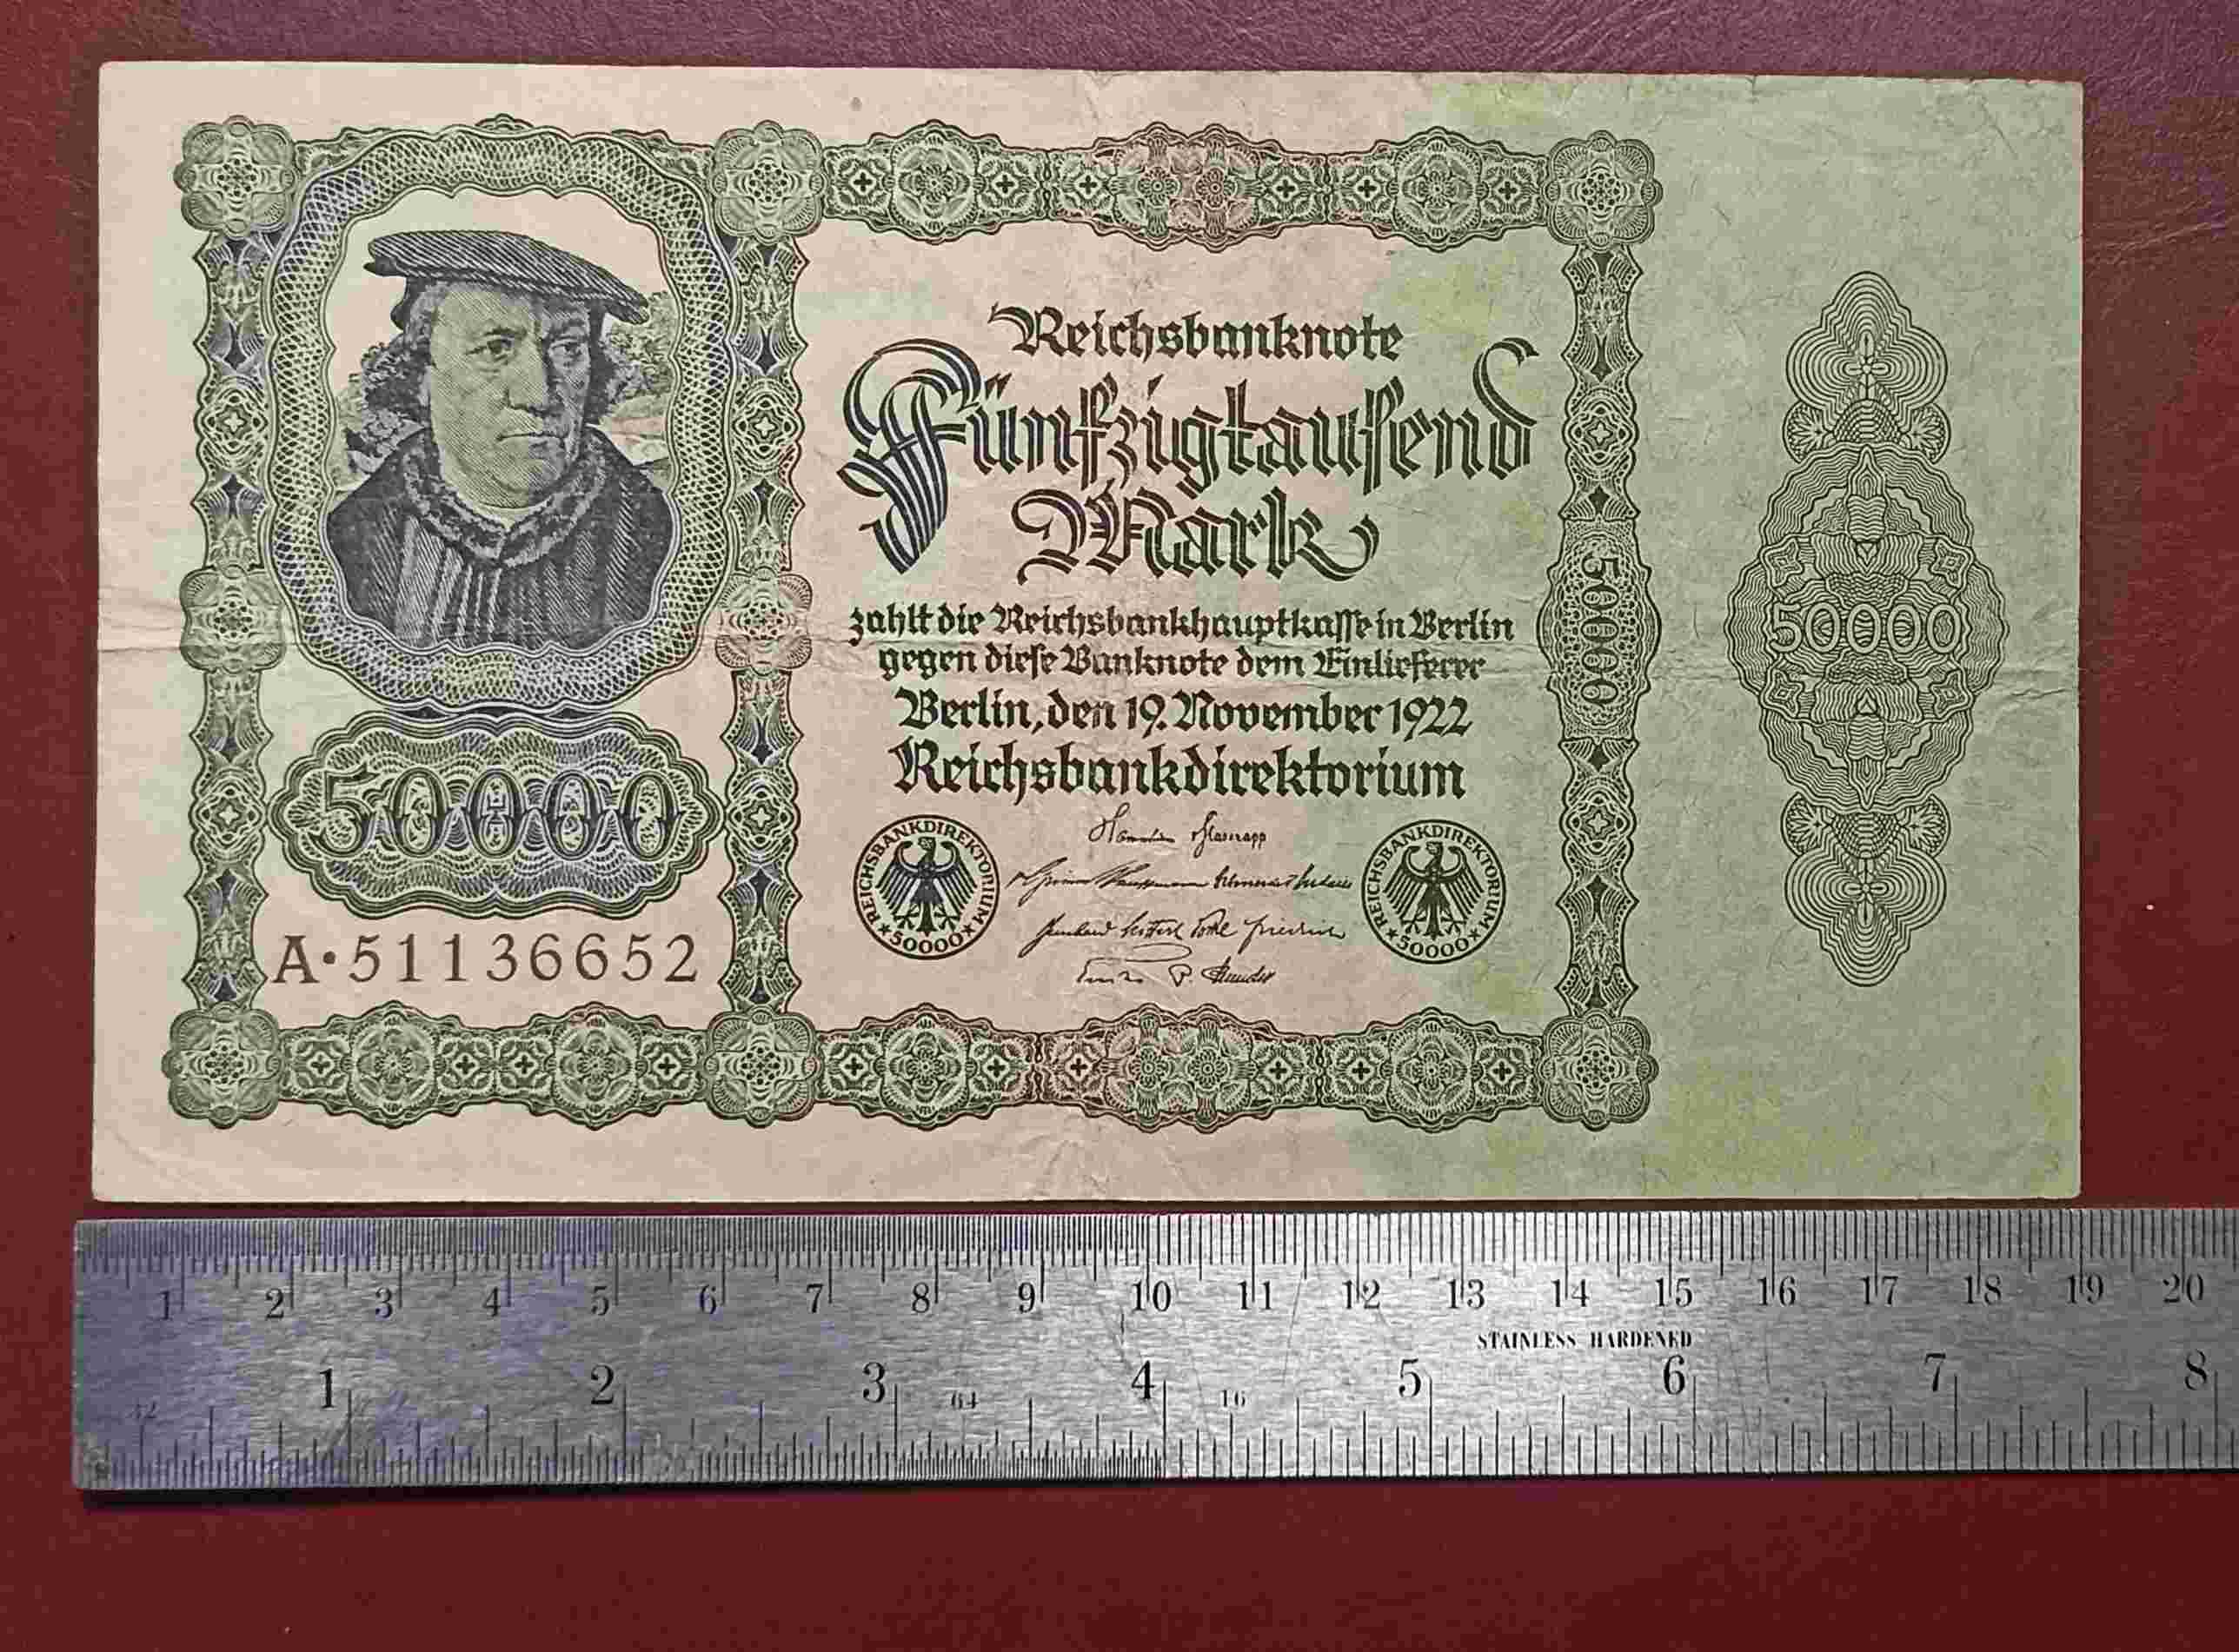 Reichsbanknote
Fünfzigtausend
Mark
zahlt die Reichsbankhauptkasse in Berlin
gegen diese Banknote dem Einlieferer
Berlin, den 19. November 1922
Reichsbankdirektorium
50000
50000
50000
A·51136652
REICHSBANKDIREKTORIUM
★50000★
REICHSBANKDIREKTORIUM
★50000★
1 2 3 4 5 6 7 8 9 10 11 12 13 14 15 16 17 18 19 20
STAINLESS HARDENED
1 2 3 4 5 6 7 8
32 64 16